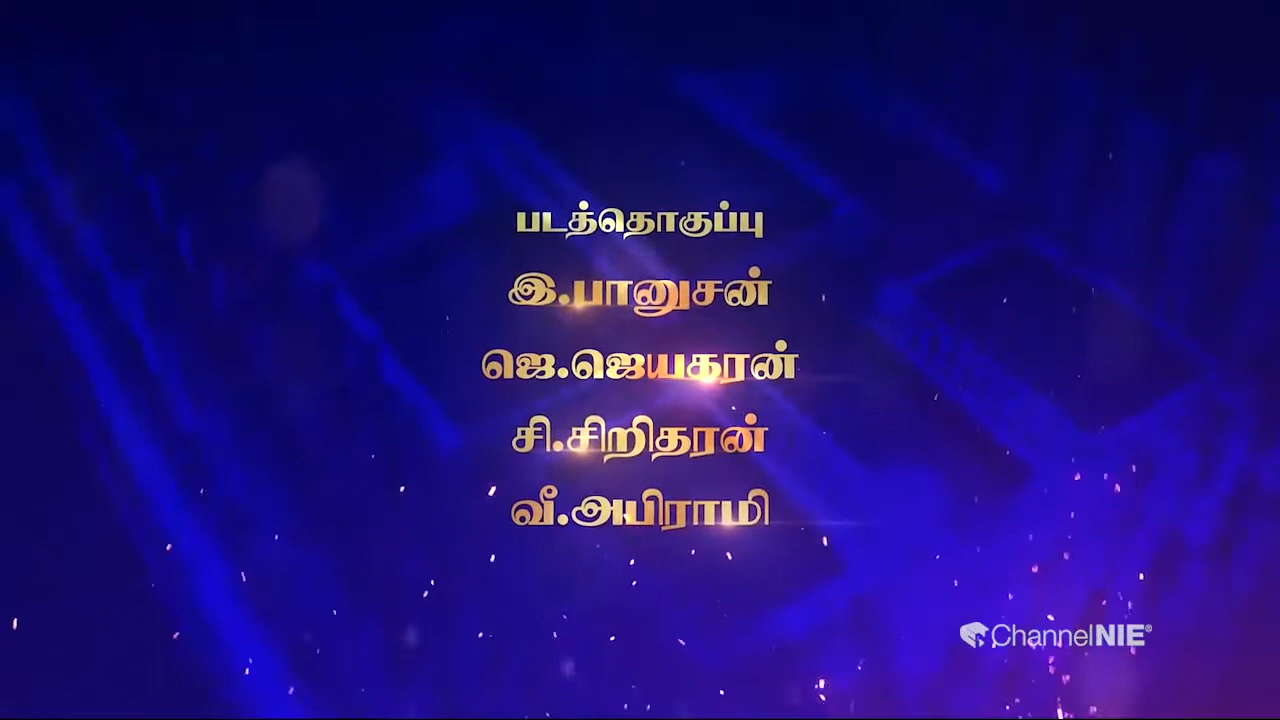 படத்தொகுப்பு
இ.பானுசன்
ஜெ.ஜெயகரன்
சி.சிறிதரன்
வீ.அபிராமி
ChannelNIE®